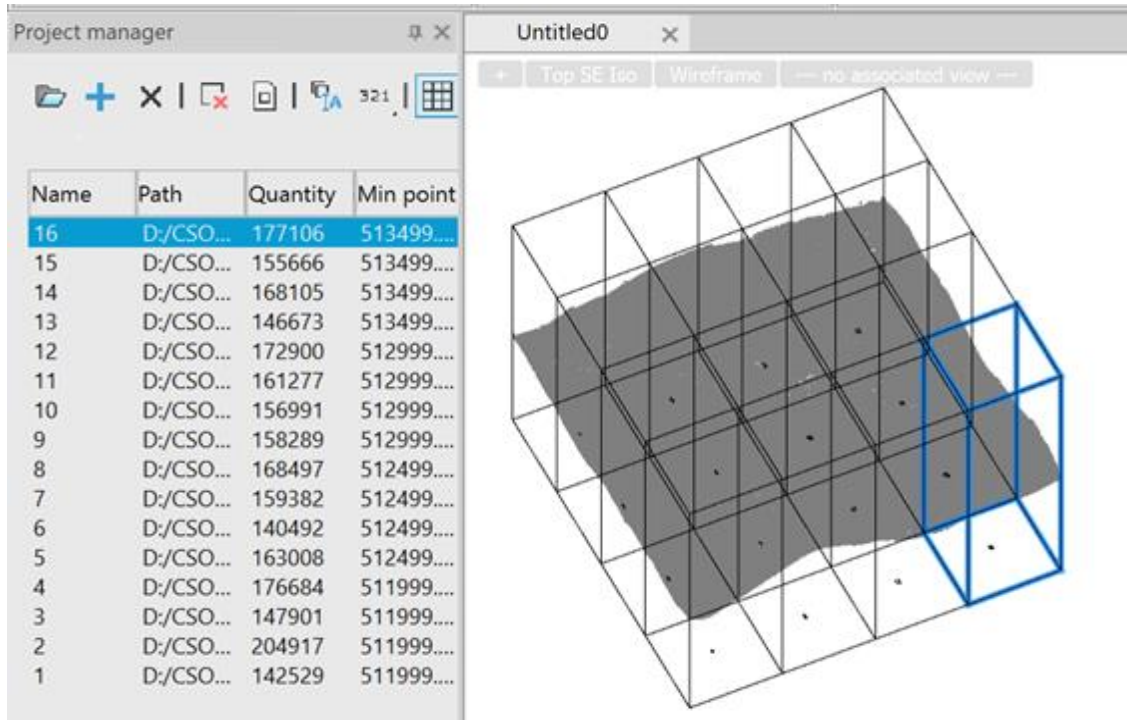 Project manager
Untitled0
+ Top SE Iso Wireframe --- no associated view ---
321
Name Path Quantity Min point
16 D:/CSO... 177106 513499....
15 D:/CSO... 155666 513499....
14 D:/CSO... 168105 513499....
13 D:/CSO... 146673 513499....
12 D:/CSO... 172900 512999....
11 D:/CSO... 161277 512999....
10 D:/CSO... 156991 512999....
9 D:/CSO... 158289 512999....
8 D:/CSO... 168497 512499....
7 D:/CSO... 159382 512499....
6 D:/CSO... 140492 512499....
5 D:/CSO... 163008 512499....
4 D:/CSO... 176684 511999....
3 D:/CSO... 147901 511999....
2 D:/CSO... 204917 511999....
1 D:/CSO... 142529 511999....